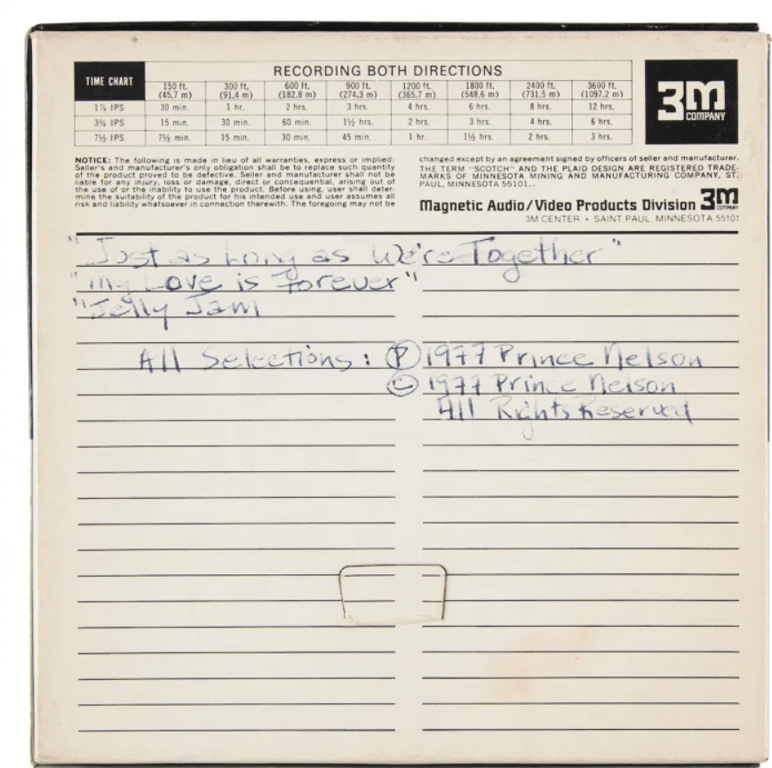 RECORDING BOTH DIRECTIONS
TIME CHART
150 ft. (45,7 m) 300 ft. (91,4 m) 600 ft. (182,8 m) 900 ft. (274,3 m) 1200 ft. (365,7 m) 1800 ft. (548,6 m) 2400 ft. (731,5 m) 3600 ft. (1097,2 m)
1⅞ IPS 30 min. 1 hr. 2 hrs. 3 hrs. 4 hrs. 6 hrs. 8 hrs. 12 hrs.
3¾ IPS 15 min. 30 min. 60 min. 1½ hrs. 2 hrs. 3 hrs. 4 hrs. 6 hrs.
7½ IPS 7½ min. 15 min. 30 min. 45 min. 1 hr. 1½ hrs. 2 hrs. 3 hrs.
3M
COMPANY
NOTICE: The following is made in lieu of all warranties, express or implied:
Seller's and manufacturer's only obligation shall be to replace such quantity
of the product proved to be defective. Seller and manufacturer shall not be
liable for any injury, loss or damage, direct or consequential, arising out of
the use of or the inability to use the product. Before using, user shall deter-
mine the suitability of the product for his intended use and user assumes all
risk and liability whatsoever in connection therewith. The foregoing may not be
changed except by an agreement signed by officers of seller and manufacturer.
THE TERM "SCOTCH" AND THE PLAID DESIGN ARE REGISTERED TRADE-
MARKS OF MINNESOTA MINING AND MANUFACTURING COMPANY, ST.
PAUL, MINNESOTA 55101..
Magnetic Audio/Video Products Division 3M COMPANY
3M CENTER • SAINT PAUL, MINNESOTA 55101
"Just as Long as We're Together"
"My Love is Forever"
"Jelly Jam
All Selections: ℗ 1977 Prince Nelson
© 1977 Prince Nelson
All Rights Reserved